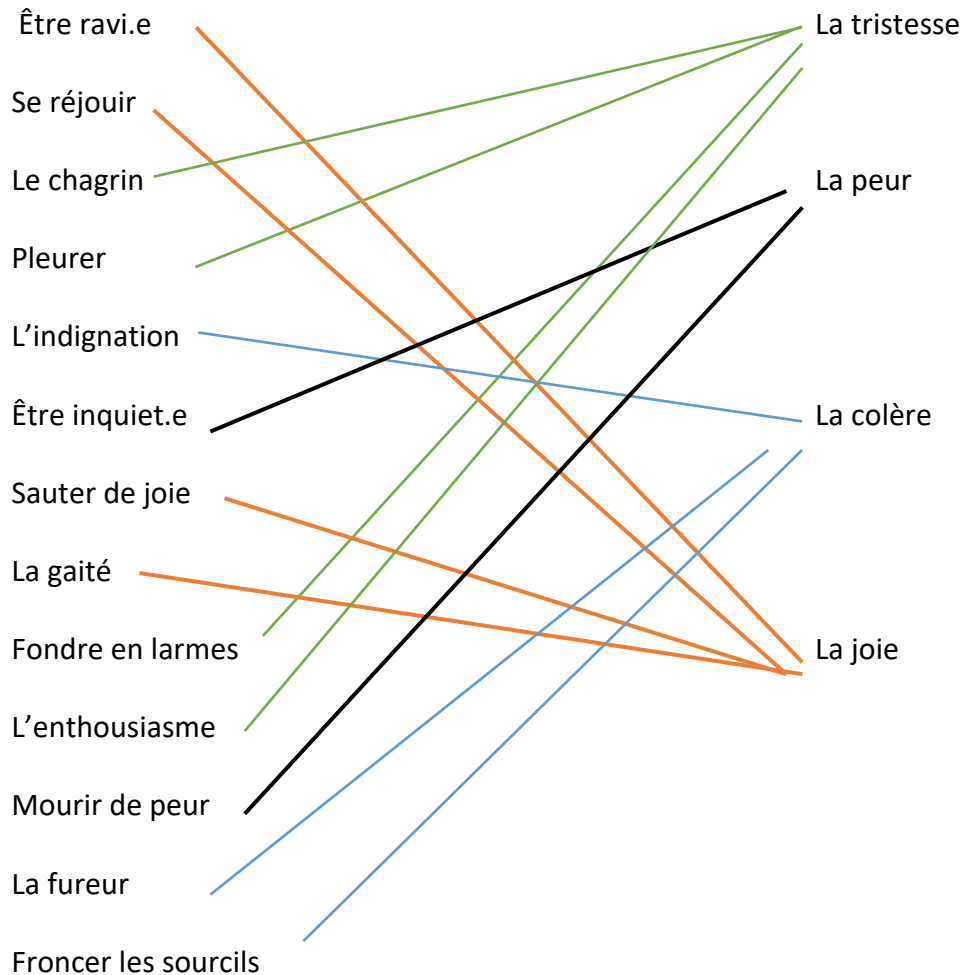 Être ravi.e
La tristesse
Se réjouir
Le chagrin
La peur
Pleurer
L’indignation
Être inquiet.e
La colère
Sauter de joie
La gaité
Fondre en larmes
La joie
L’enthousiasme
Mourir de peur
La fureur
Froncer les sourcils